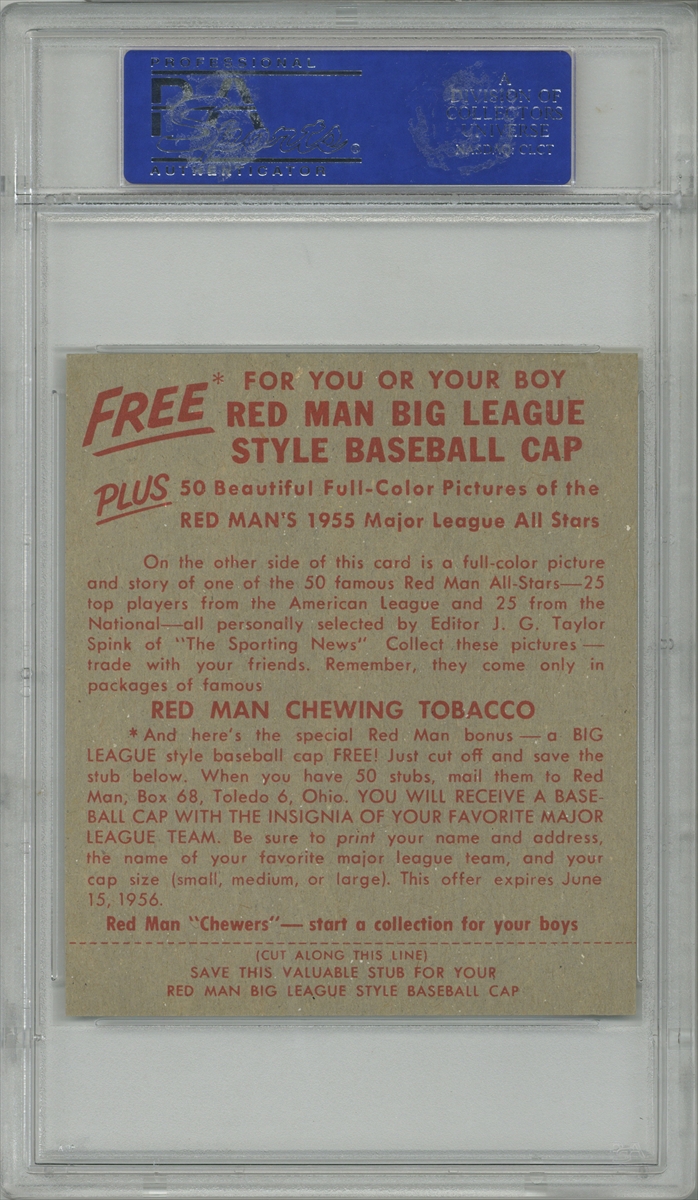 PROFESSIONAL
PSA
AUTHENTICATOR
A
DIVISION OF
COLLECTORS
UNIVERSE
NASDAQ: CLCT
FREE* FOR YOU OR YOUR BOY
RED MAN BIG LEAGUE
STYLE BASEBALL CAP
PLUS 50 Beautiful Full-Color Pictures of the
RED MAN'S 1955 Major League All Stars
On the other side of this card is a full-color picture
and story of one of the 50 famous Red Man All-Stars—25
top players from the American League and 25 from the
National—all personally selected by Editor J. G. Taylor
Spink of "The Sporting News" Collect these pictures—
trade with your friends. Remember, they come only in
packages of famous
RED MAN CHEWING TOBACCO
*And here's the special Red Man bonus—a BIG
LEAGUE style baseball cap FREE! Just cut off and save the
stub below. When you have 50 stubs, mail them to Red
Man, Box 68, Toledo 6, Ohio. YOU WILL RECEIVE A BASE-
BALL CAP WITH THE INSIGNIA OF YOUR FAVORITE MAJOR
LEAGUE TEAM. Be sure to print your name and address,
the name of your favorite major league team, and your
cap size (small, medium, or large). This offer expires June
15, 1956.
Red Man "Chewers"—start a collection for your boys
(CUT ALONG THIS LINE)
SAVE THIS VALUABLE STUB FOR YOUR
RED MAN BIG LEAGUE STYLE BASEBALL CAP